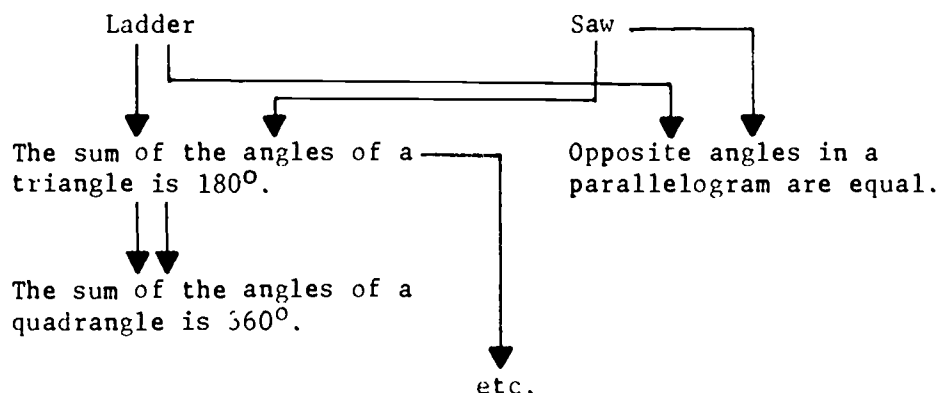 Ladder Saw
The sum of the angles of a
triangle is 180°.
Opposite angles in a
parallelogram are equal.
The sum of the angles of a
quadrangle is 360°.
etc.